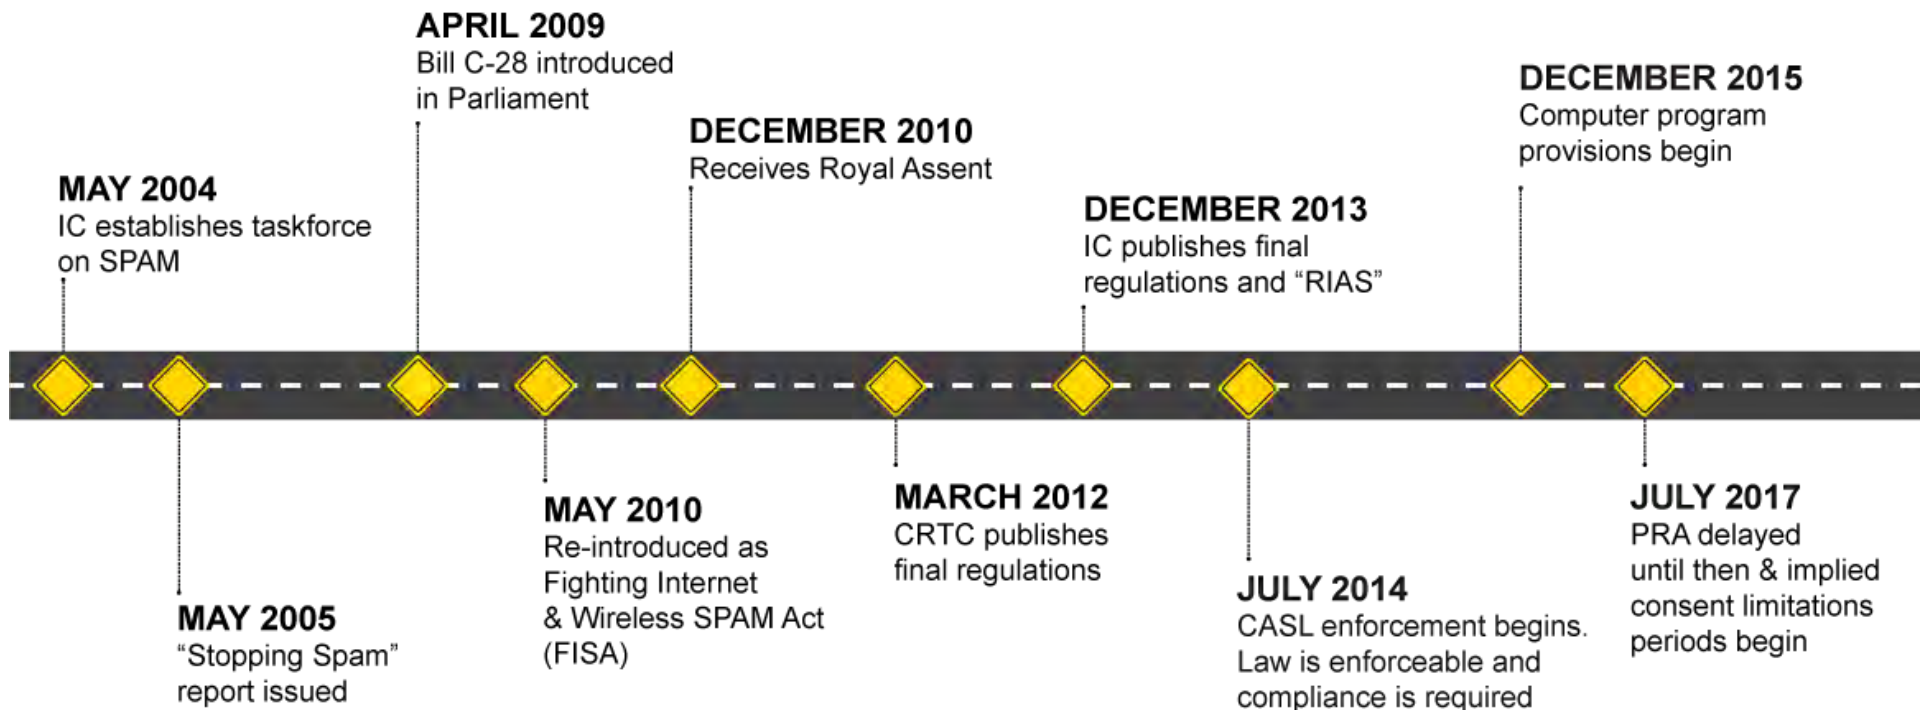 MAY 2004
IC establishes taskforce
on SPAM
MAY 2005
“Stopping Spam”
report issued
APRIL 2009
Bill C-28 introduced
in Parliament
MAY 2010
Re-introduced as
Fighting Internet
& Wireless SPAM Act
(FISA)
DECEMBER 2010
Receives Royal Assent
MARCH 2012
CRTC publishes
final regulations
DECEMBER 2013
IC publishes final
regulations and “RIAS”
JULY 2014
CASL enforcement begins.
Law is enforceable and
compliance is required
DECEMBER 2015
Computer program
provisions begin
JULY 2017
PRA delayed
until then & implied
consent limitations
periods begin